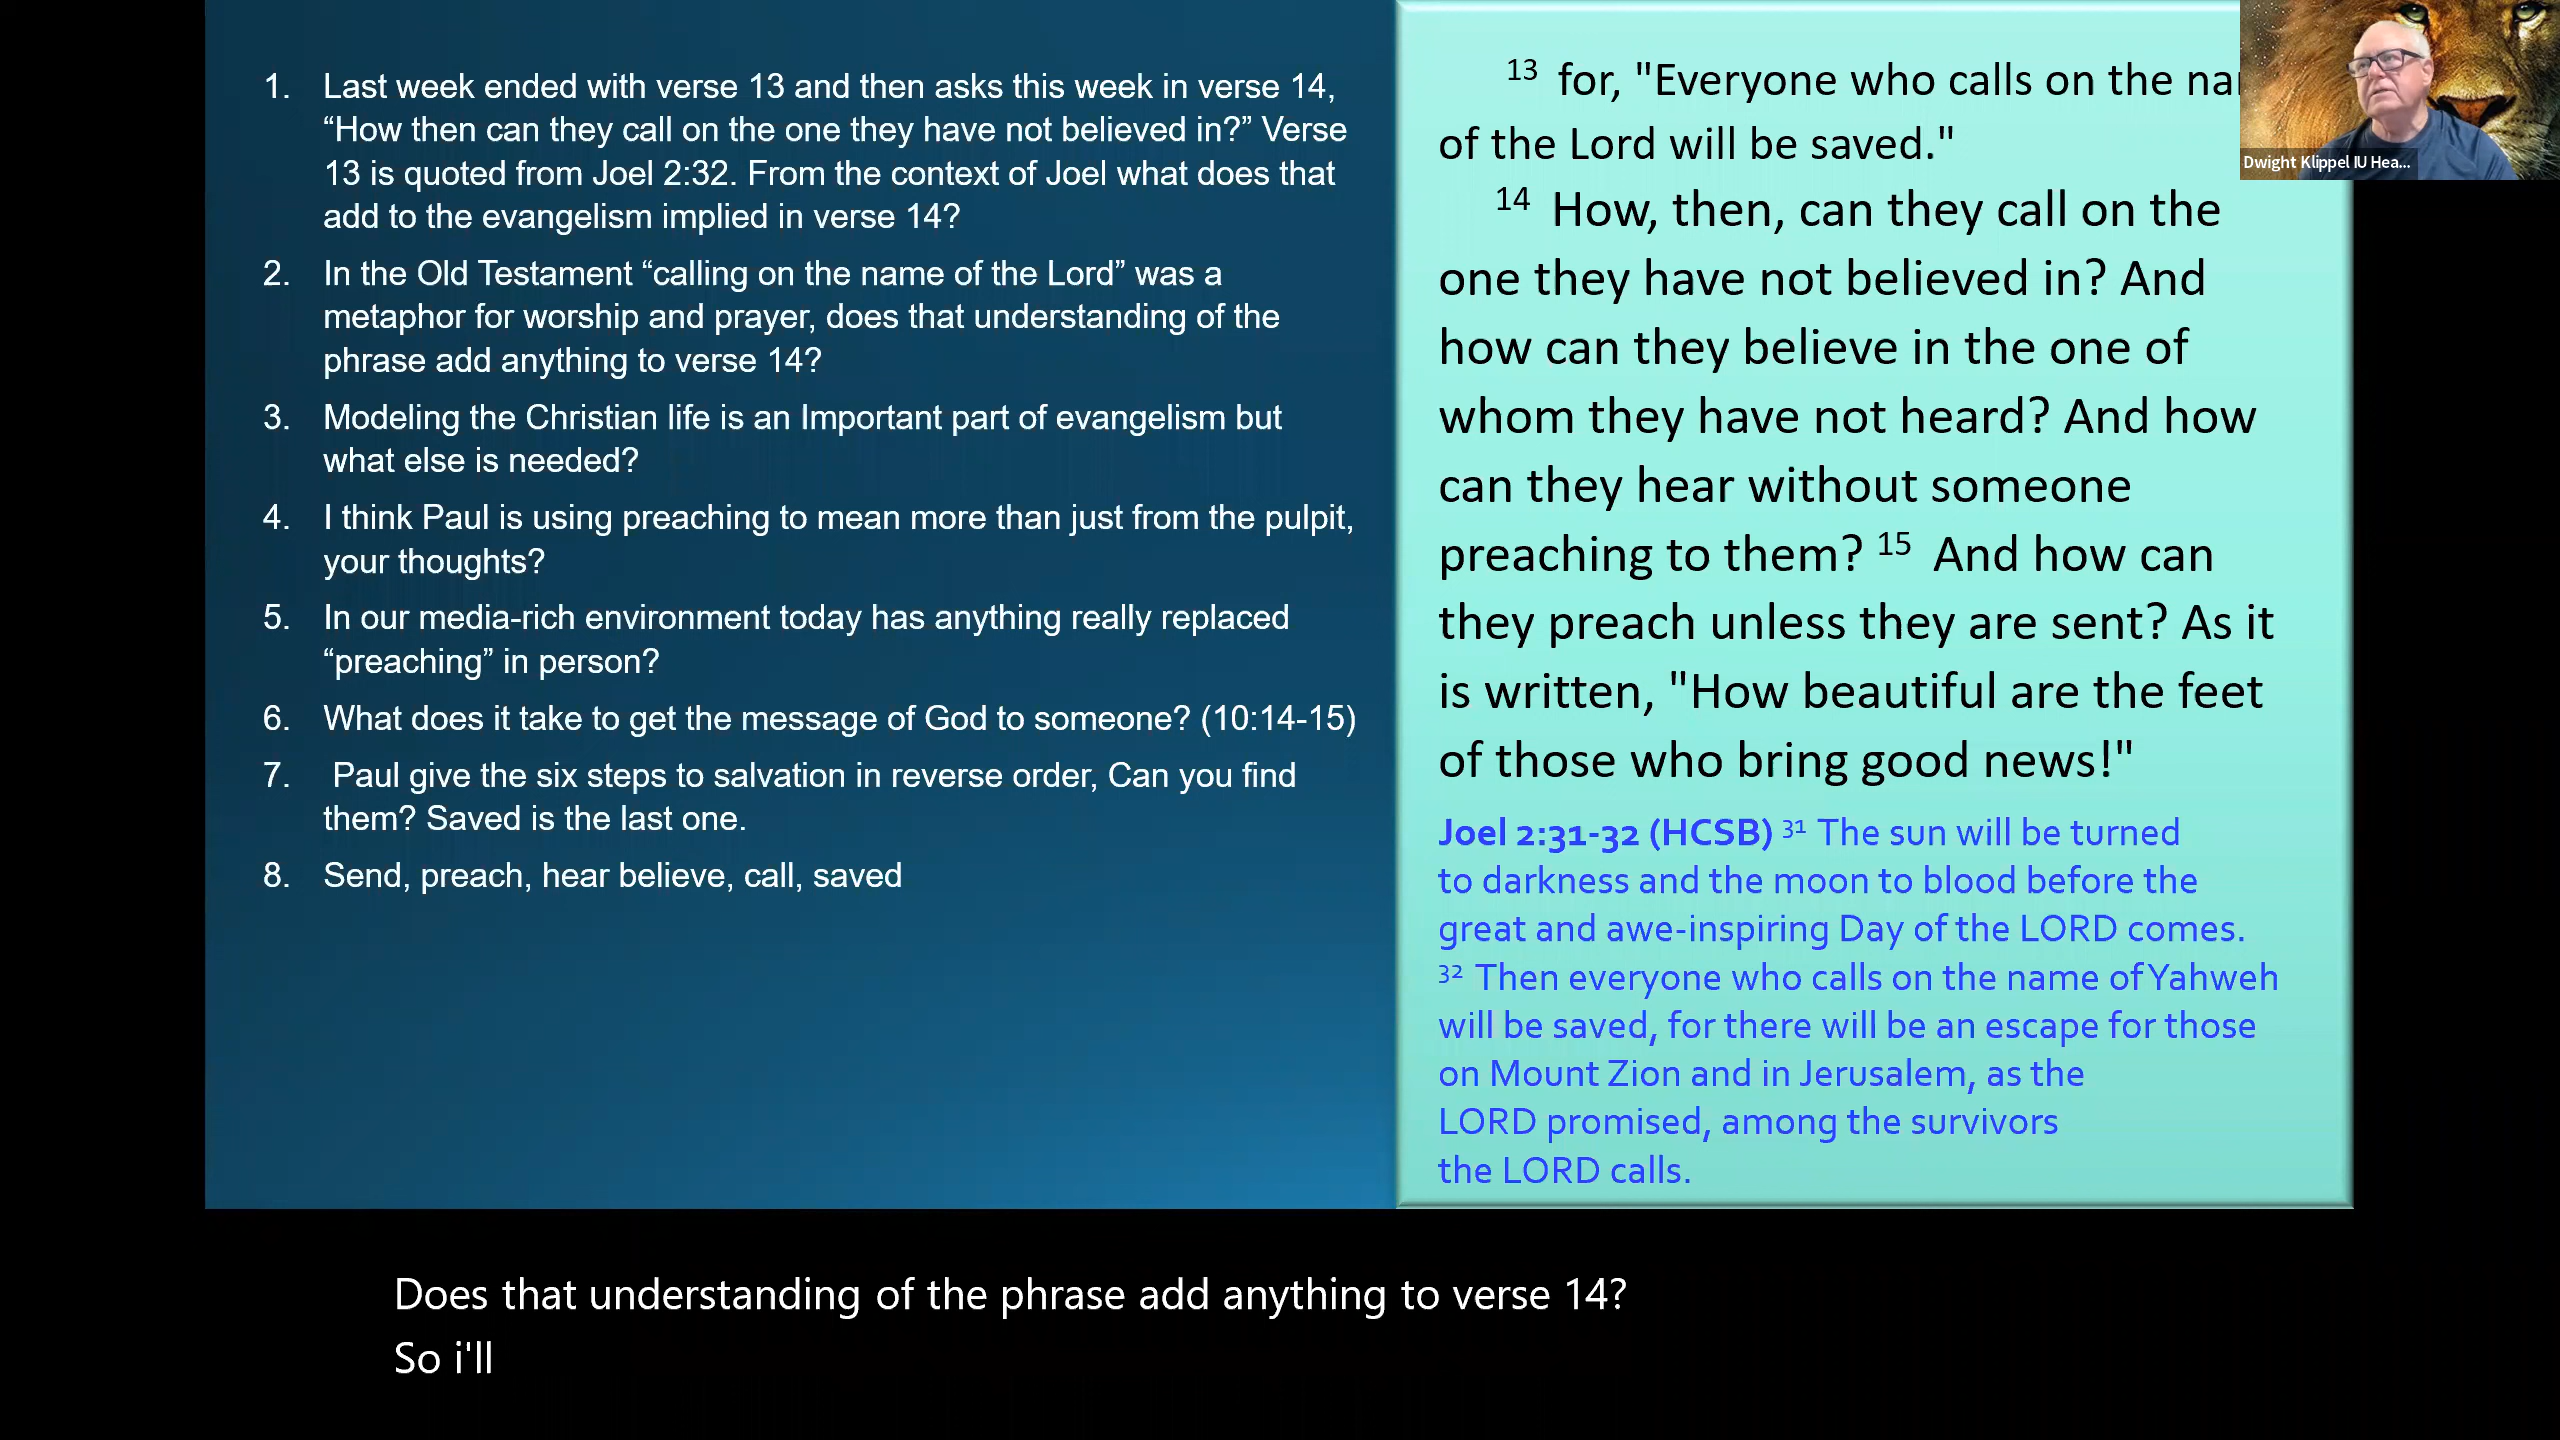 1. Last week ended with verse 13 and then asks this week in verse 14,
“How then can they call on the one they have not believed in?” Verse
13 is quoted from Joel 2:32. From the context of Joel what does that
add to the evangelism implied in verse 14?
2. In the Old Testament “calling on the name of the Lord” was a
metaphor for worship and prayer, does that understanding of the
phrase add anything to verse 14?
3. Modeling the Christian life is an Important part of evangelism but
what else is needed?
4. I think Paul is using preaching to mean more than just from the pulpit,
your thoughts?
5. In our media-rich environment today has anything really replaced
“preaching” in person?
6. What does it take to get the message of God to someone? (10:14-15)
7. Paul give the six steps to salvation in reverse order, Can you find
them? Saved is the last one.
8. Send, preach, hear believe, call, saved
13 for, "Everyone who calls on the
of the Lord will be saved."
14 How, then, can they call on the
one they have not believed in? And
how can they believe in the one of
whom they have not heard? And how
can they hear without someone
preaching to them? 15 And how can
they preach unless they are sent? As it
is written, "How beautiful are the feet
of those who bring good news!"
Joel 2:31-32 (HCSB) 31 The sun will be turned
to darkness and the moon to blood before the
great and awe-inspiring Day of the LORD comes.
32 Then everyone who calls on the name of Yahweh
will be saved, for there will be an escape for those
on Mount Zion and in Jerusalem, as the
LORD promised, among the survivors
the LORD calls.
Dwight Klippel IU Hea...
Does that understanding of the phrase add anything to verse 14?
So i'll